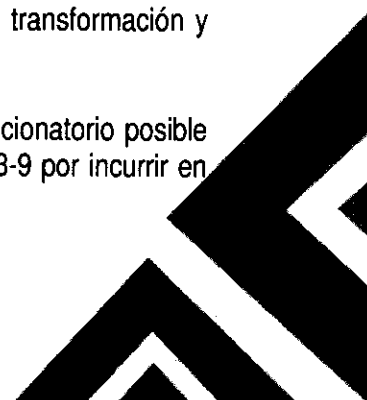 transformación y
cionatorio posible
3-9 por incurrir en